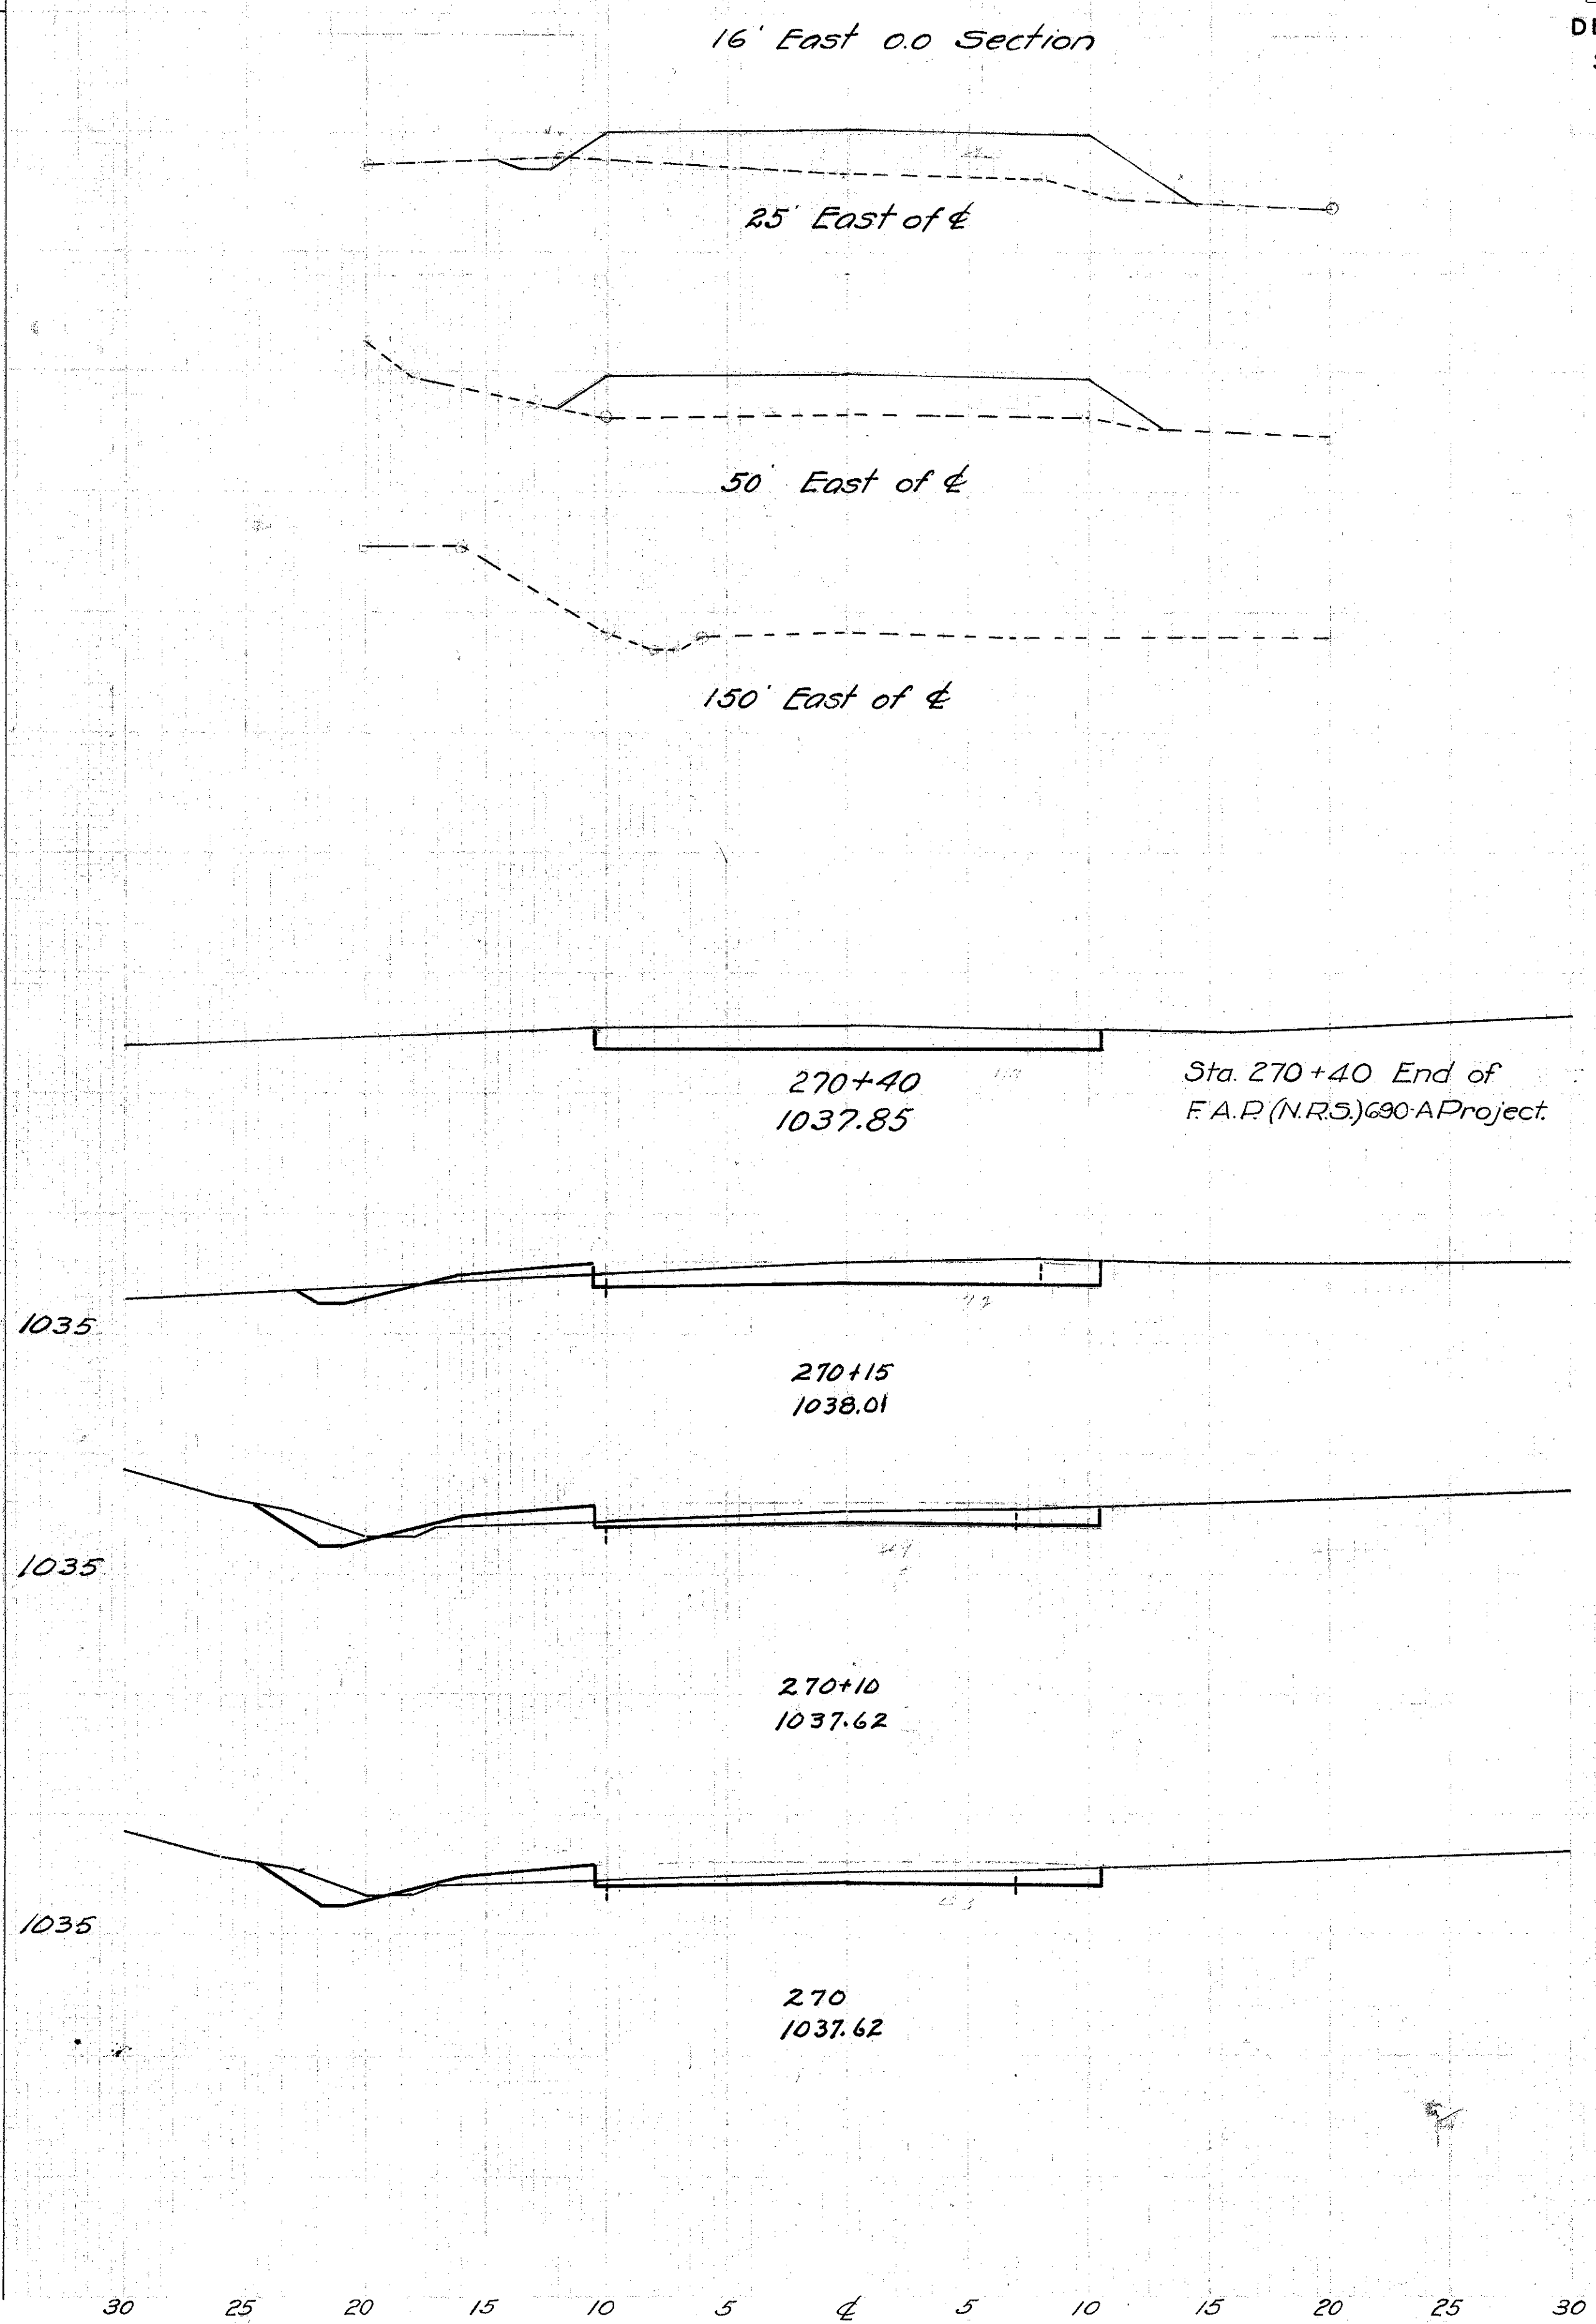 16' East 0.0 Section
25' East of ℄
50' East of ℄
150' East of ℄
270+40
1037.85
Sta. 270+40 End of
F.A.P. (N.R.S.) 690-A Project.
1035
270+15
1038.01
1035
270+10
1037.62
1035
270
1037.62
30 25 20 15 10 5 ℄ 5 10 15 20 25 30